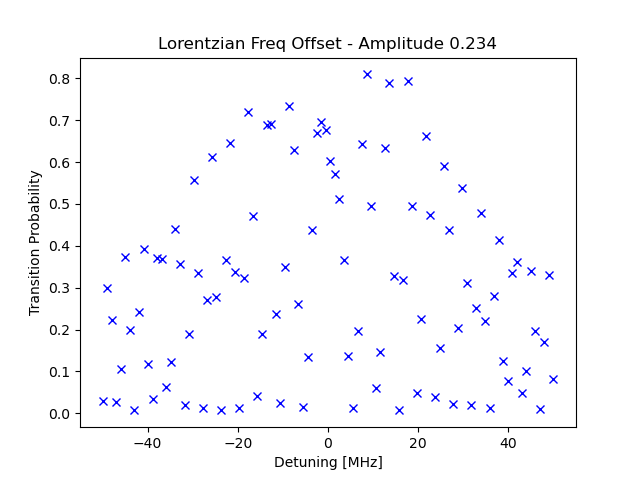 Lorentzian Freq Offset - Amplitude 0.234
0.8
0.7
0.6
0.5
0.4
0.3
0.2
0.1
0.0
Transition Probability
−40 −20 0 20 40
Detuning [MHz]